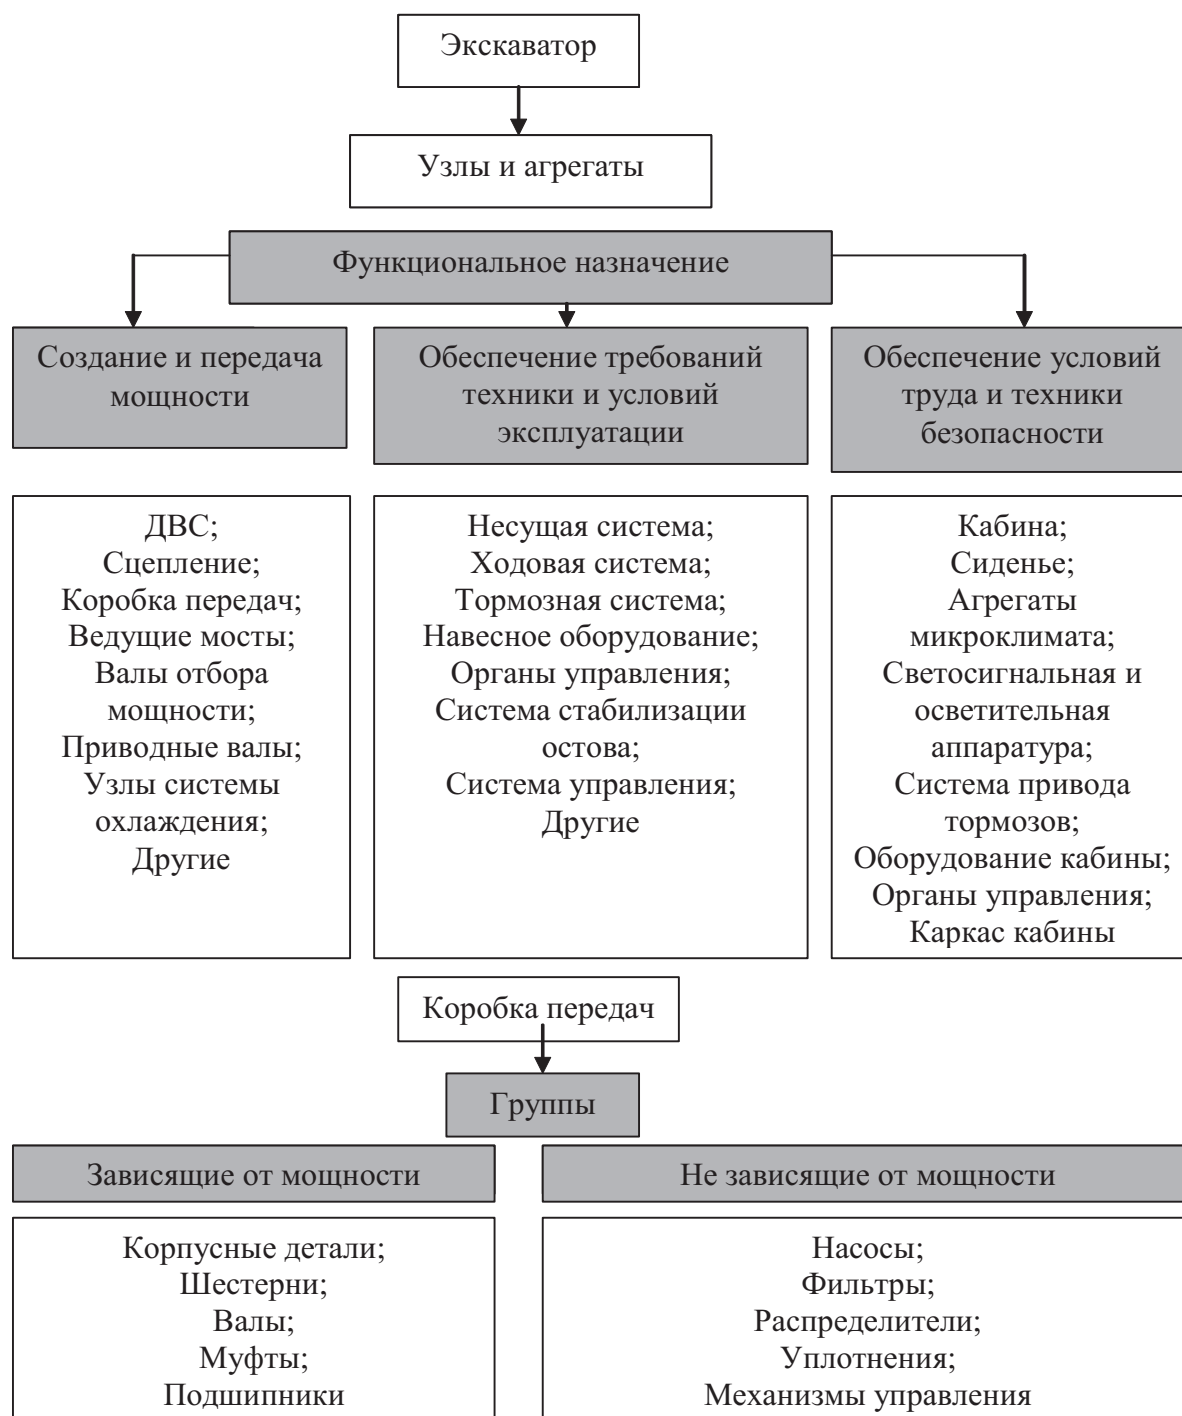 Экскаватор
Узлы и агрегаты
Функциональное назначение
Создание и передача
мощности
Обеспечение требований
техники и условий
эксплуатации
Обеспечение условий
труда и техники
безопасности
ДВС;
Сцепление;
Коробка передач;
Ведущие мосты;
Валы отбора
мощности;
Приводные валы;
Узлы системы
охлаждения;
Другие
Несущая система;
Ходовая система;
Тормозная система;
Навесное оборудование;
Органы управления;
Система стабилизации
остова;
Система управления;
Другие
Кабина;
Сиденье;
Агрегаты
микроклимата;
Светосигнальная и
осветительная
аппаратура;
Система привода
тормозов;
Оборудование кабины;
Органы управления;
Каркас кабины
Коробка передач
Группы
Зависящие от мощности
Не зависящие от мощности
Корпусные детали;
Шестерни;
Валы;
Муфты;
Подшипники
Насосы;
Фильтры;
Распределители;
Уплотнения;
Механизмы управления